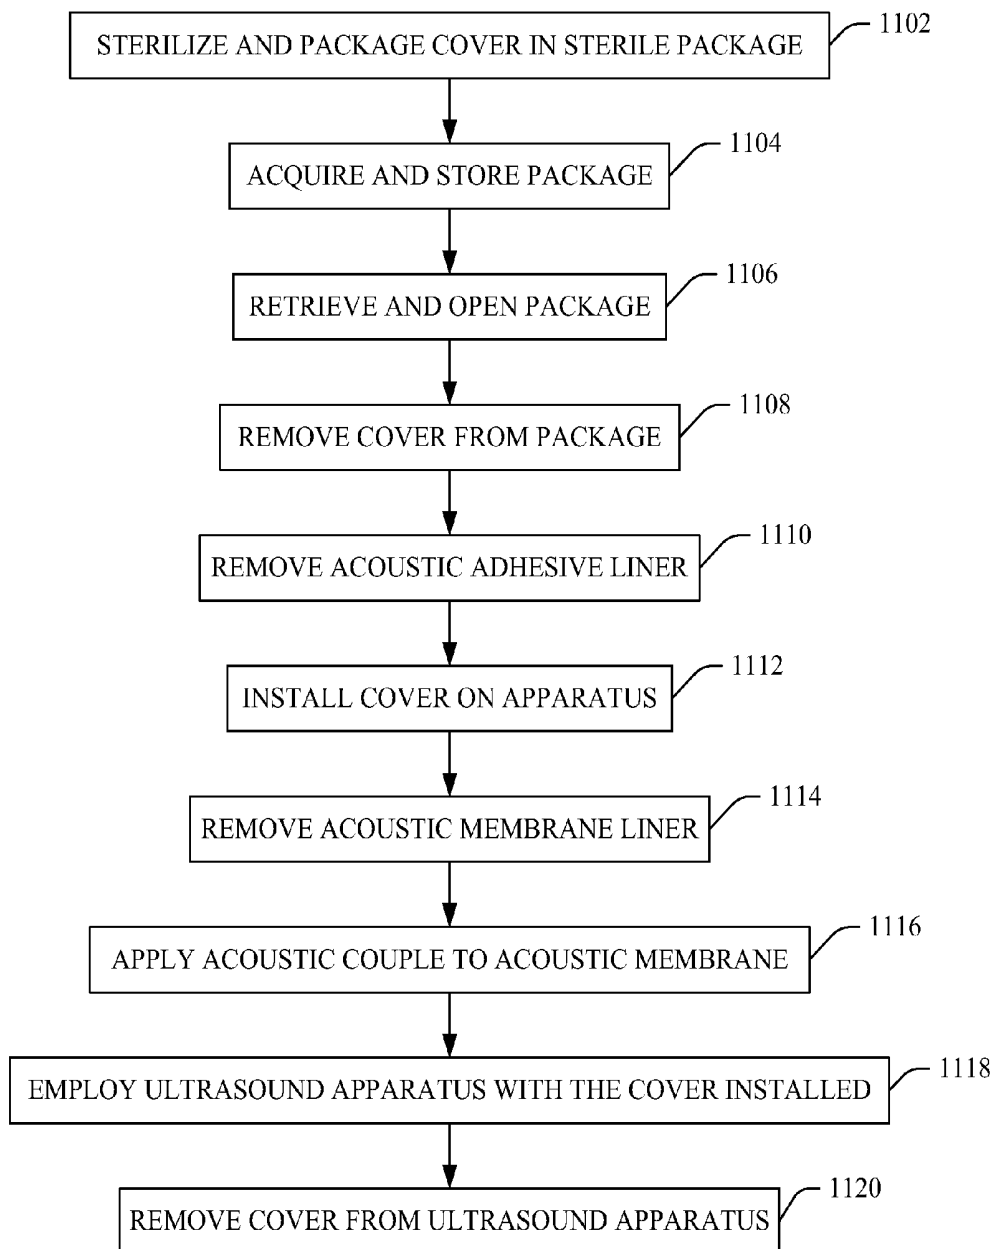 1102
STERILIZE AND PACKAGE COVER IN STERILE PACKAGE
1104
ACQUIRE AND STORE PACKAGE
1106
RETRIEVE AND OPEN PACKAGE
1108
REMOVE COVER FROM PACKAGE
1110
REMOVE ACOUSTIC ADHESIVE LINER
1112
INSTALL COVER ON APPARATUS
1114
REMOVE ACOUSTIC MEMBRANE LINER
1116
APPLY ACOUSTIC COUPLE TO ACOUSTIC MEMBRANE
1118
EMPLOY ULTRASOUND APPARATUS WITH THE COVER INSTALLED
1120
REMOVE COVER FROM ULTRASOUND APPARATUS